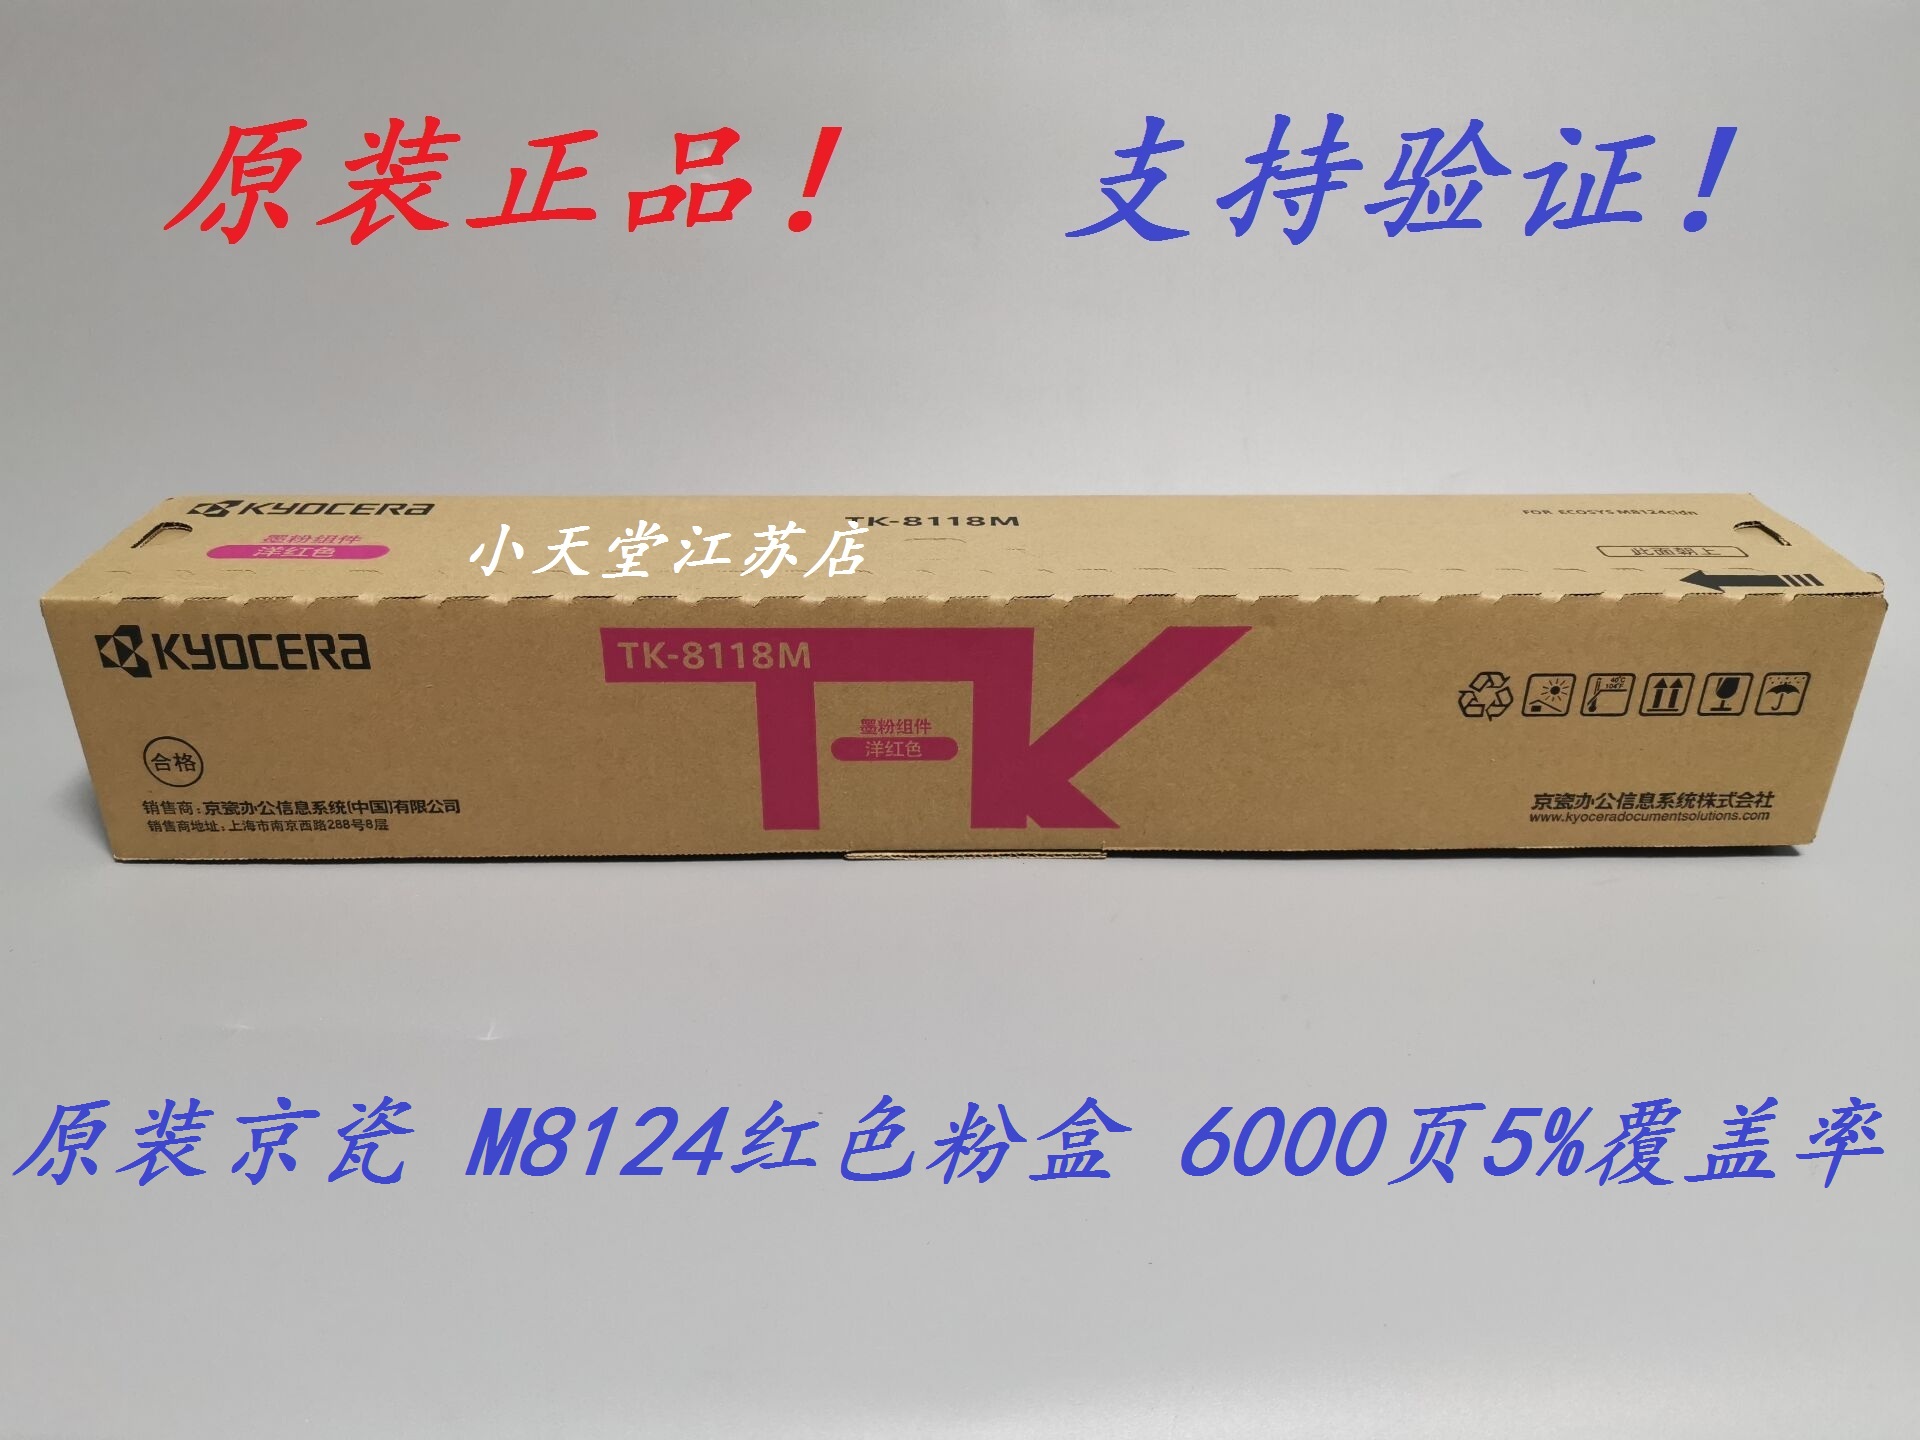 原装正品！ 支持验证！
KYOCERA
TK-8118M
FOR ECOSYS M8124cidn
墨粉组件
洋红色
小天堂江苏店
此面朝上
KYOCERA
TK-8118M
墨粉组件
洋红色
40°C
104°F
合格
销售商：京瓷办公信息系统(中国)有限公司
销售商地址：上海市南京西路288号8层
京瓷办公信息系统株式会社
www.kyoceradocumentsolutions.com
原装京瓷 M8124红色粉盒 6000页5%覆盖率